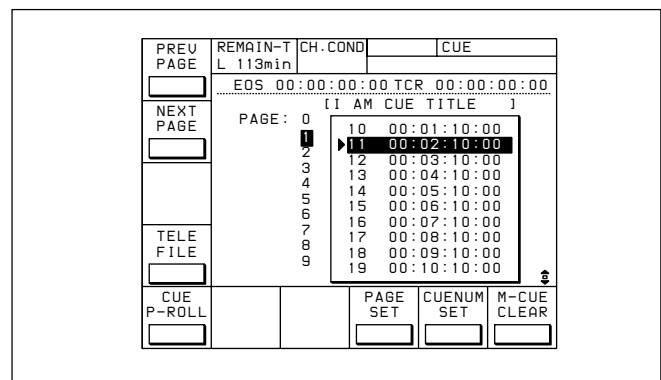 PREV PAGE
REMAIN-T CH.COND CUE
L 113min
EOS 00:00:00:00 TCR 00:00:00:00
[I AM CUE TITLE ]
NEXT PAGE
PAGE: 0
1
2
3
4
5
6
7
8
9
10 00:01:10:00
11 00:02:10:00
12 00:03:10:00
13 00:04:10:00
14 00:05:10:00
15 00:06:10:00
16 00:07:10:00
17 00:08:10:00
18 00:09:10:00
19 00:10:10:00
TELE FILE
CUE P-ROLL
PAGE SET
CUENUM SET
M-CUE CLEAR